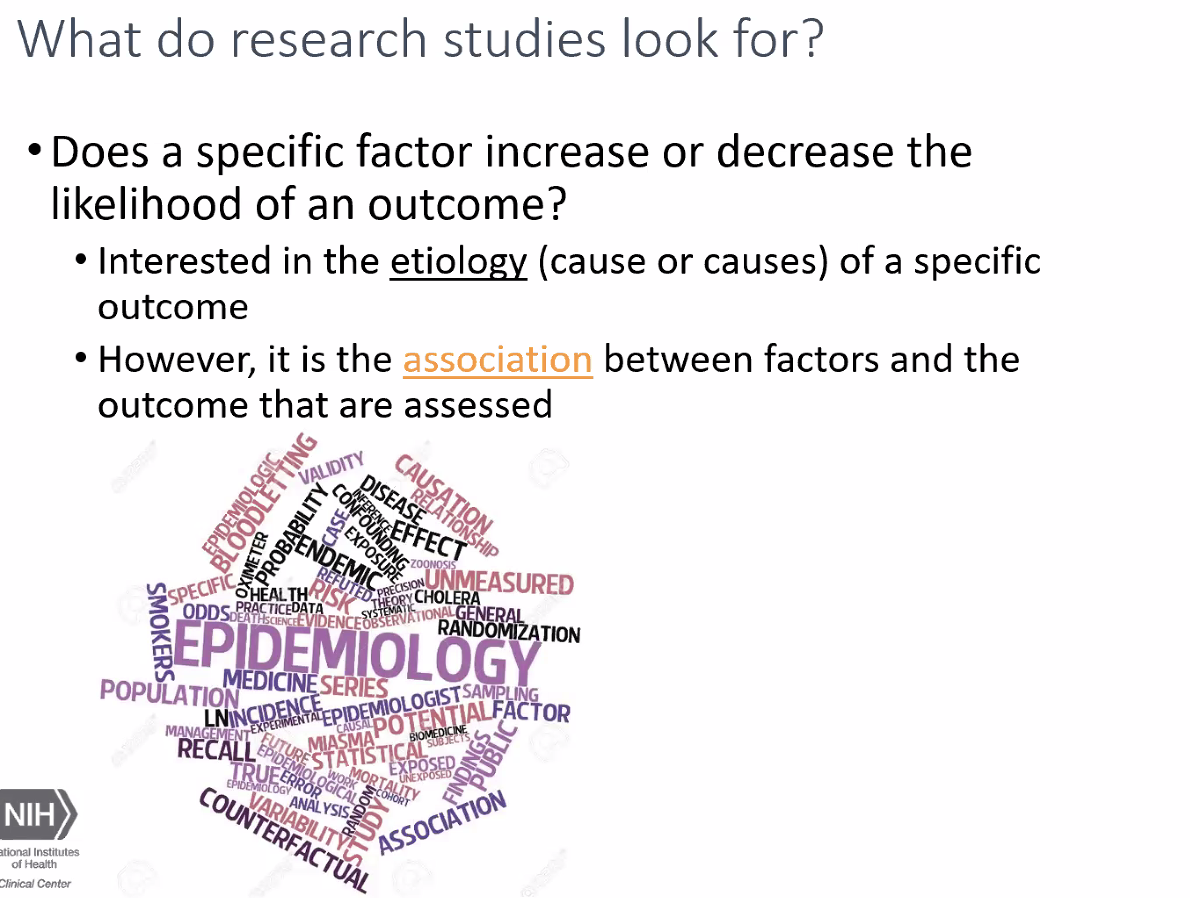 What do research studies look for?
• Does a specific factor increase or decrease the
likelihood of an outcome?
• Interested in the etiology (cause or causes) of a specific
outcome
• However, it is the association between factors and the
outcome that are assessed
EPIDEMIOLOGIC
BLOODLETTING
VALIDITY
CAUSATION
RELATIONSHIP
DISEASE
INFERENCE
CONFOUNDING
CASE
EXPOSURE
EFFECT
PROBABILITY
OXIMETER
ENDEMIC
ZOONOSIS
UNMEASURED
SPECIFIC
HEALTH
REFUTED
RISK
PRECISION
THEORY
CHOLERA
SYSTEMATIC
SMOKERS
ODDS
PRACTICE
DATA
DEATH
SCIENCE
EVIDENCE
OBSERVATIONAL
GENERAL
RANDOMIZATION
EPIDEMIOLOGY
MEDICINE
SERIES
POPULATION
LN
INCIDENCE
EXPERIMENTAL
EPIDEMIOLOGIST
SAMPLING
CAUSAL
POTENTIAL
FACTOR
MANAGEMENT
RECALL
FUTURE
MIASMA
BIOMEDICINE
SUBJECTS
STATISTICAL
EPIDEMIOLOGICAL
EXPOSED
UNEXPOSED
FINDINGS
PUBLIC
TRUE
ERROR
WORK
MORTALITY
COHORT
EPIDEMIOLOGY
ANALYSIS
RANDOM
VARIABILITY
STUDY
ASSOCIATION
COUNTERFACTUAL
NIH
ational Institutes
of Health
Clinical Center